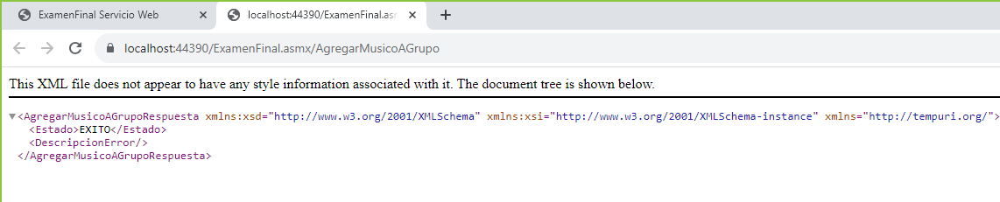 ExamenFinal Servicio Web
localhost:44390/ExamenFinal.asm
localhost:44390/ExamenFinal.asmx/AgregarMusicoAGrupo
This XML file does not appear to have any style information associated with it. The document tree is shown below.
<AgregarMusicoAGrupoRespuesta xmlns:xsd="http://www.w3.org/2001/XMLSchema" xmlns:xsi="http://www.w3.org/2001/XMLSchema-instance" xmlns="http://tempuri.org/">
<Estado>EXITO</Estado>
<DescripcionError/>
</AgregarMusicoAGrupoRespuesta>